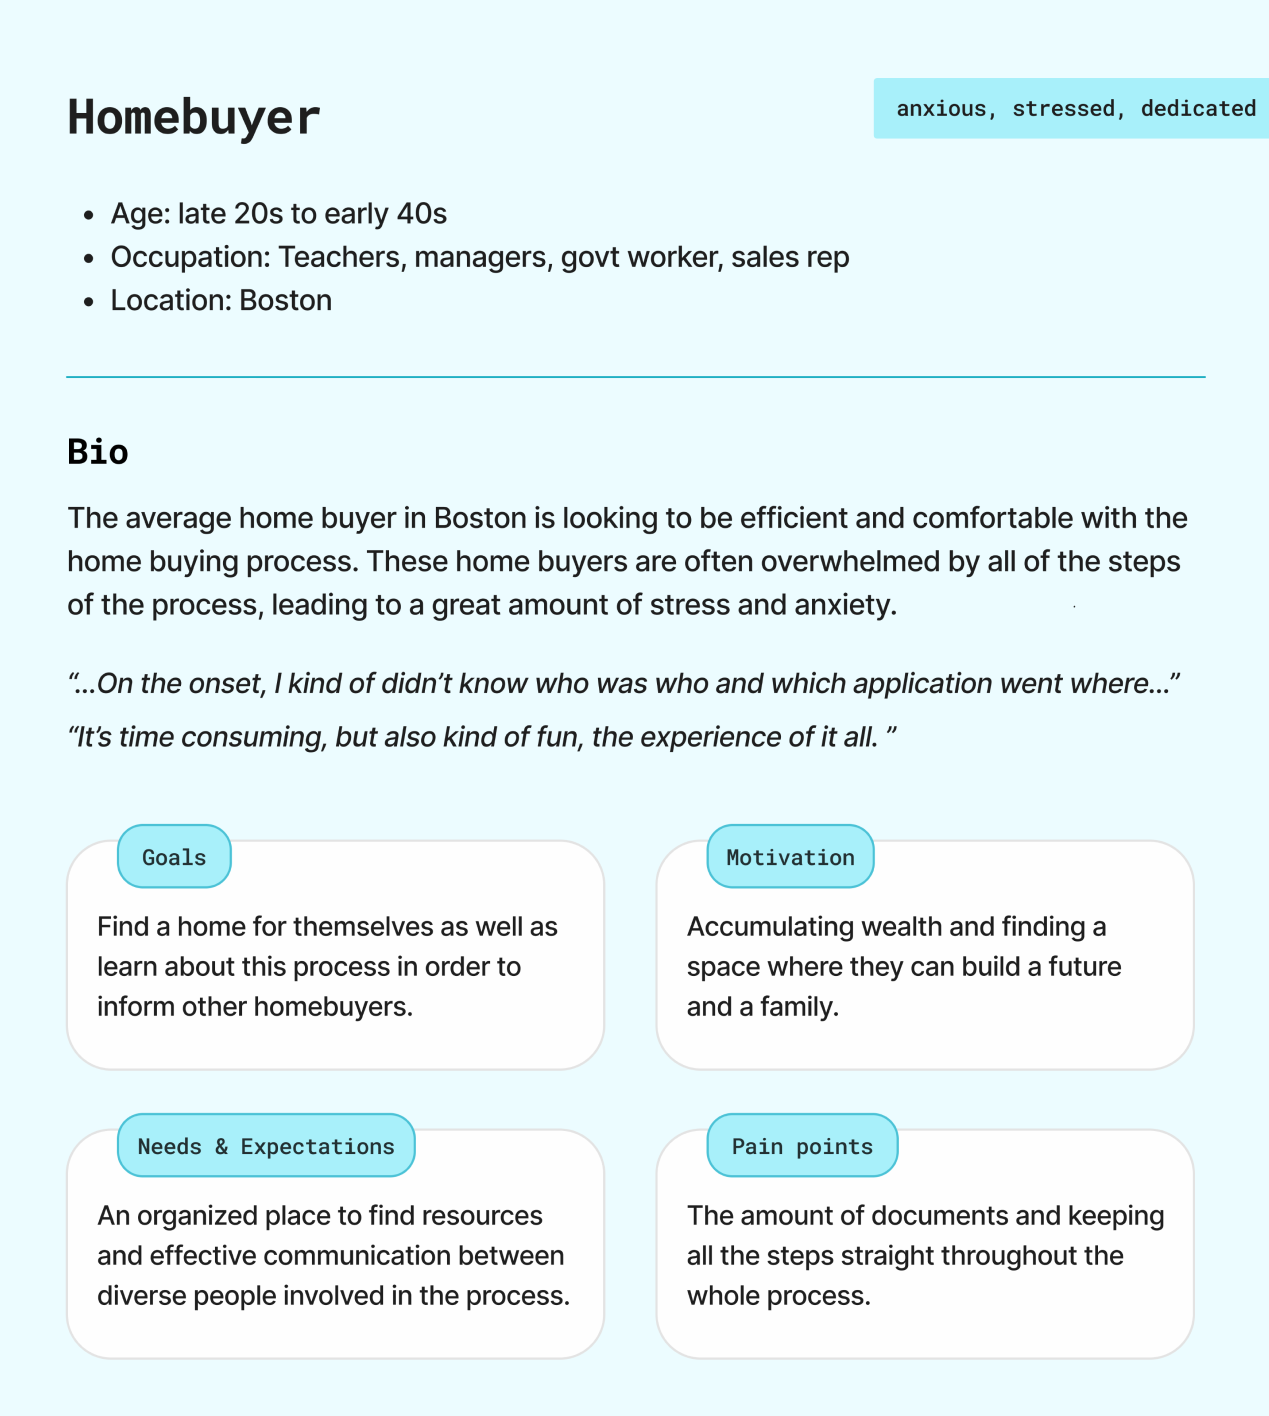 Homebuyer
anxious, stressed, dedicated
• Age: late 20s to early 40s
• Occupation: Teachers, managers, govt worker, sales rep
• Location: Boston
Bio
The average home buyer in Boston is looking to be efficient and comfortable with the
home buying process. These home buyers are often overwhelmed by all of the steps
of the process, leading to a great amount of stress and anxiety.
“...On the onset, I kind of didn’t know who was who and which application went where...”
“It’s time consuming, but also kind of fun, the experience of it all. ”
Goals
Find a home for themselves as well as
learn about this process in order to
inform other homebuyers.
Motivation
Accumulating wealth and finding a
space where they can build a future
and a family.
Needs & Expectations
An organized place to find resources
and effective communication between
diverse people involved in the process.
Pain points
The amount of documents and keeping
all the steps straight throughout the
whole process.